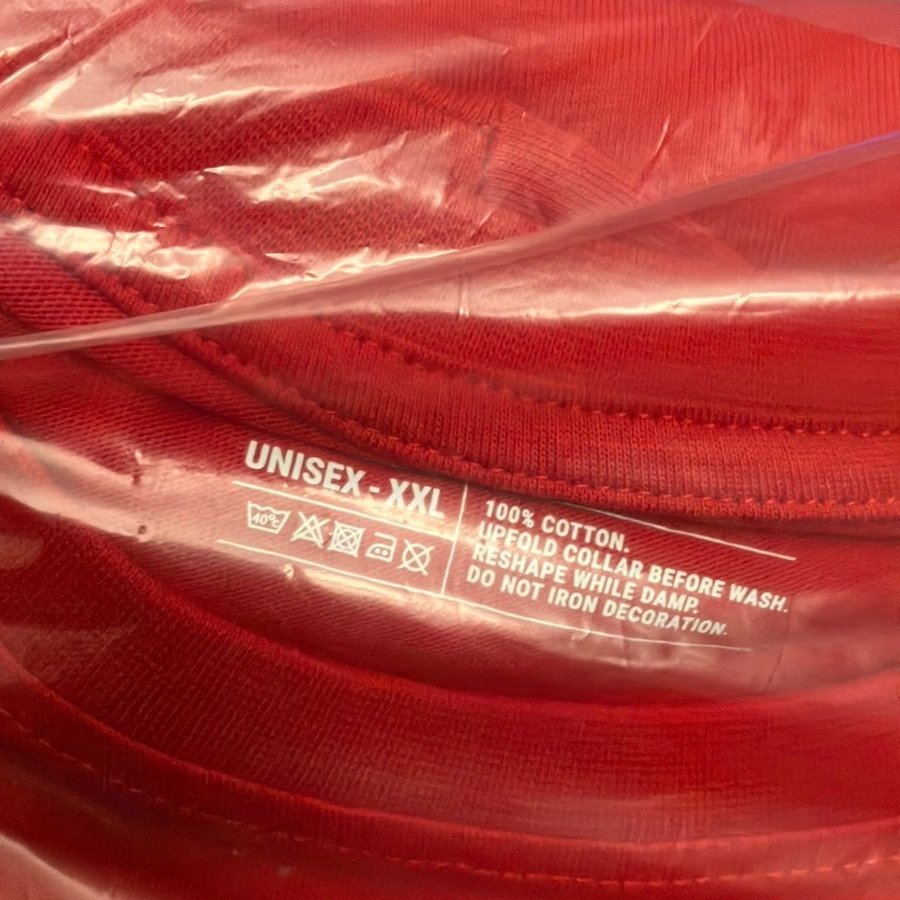 UNISEX - XXL
40°C
100% COTTON.
UPFOLD COLLAR BEFORE WASH.
RESHAPE WHILE DAMP.
DO NOT IRON DECORATION.